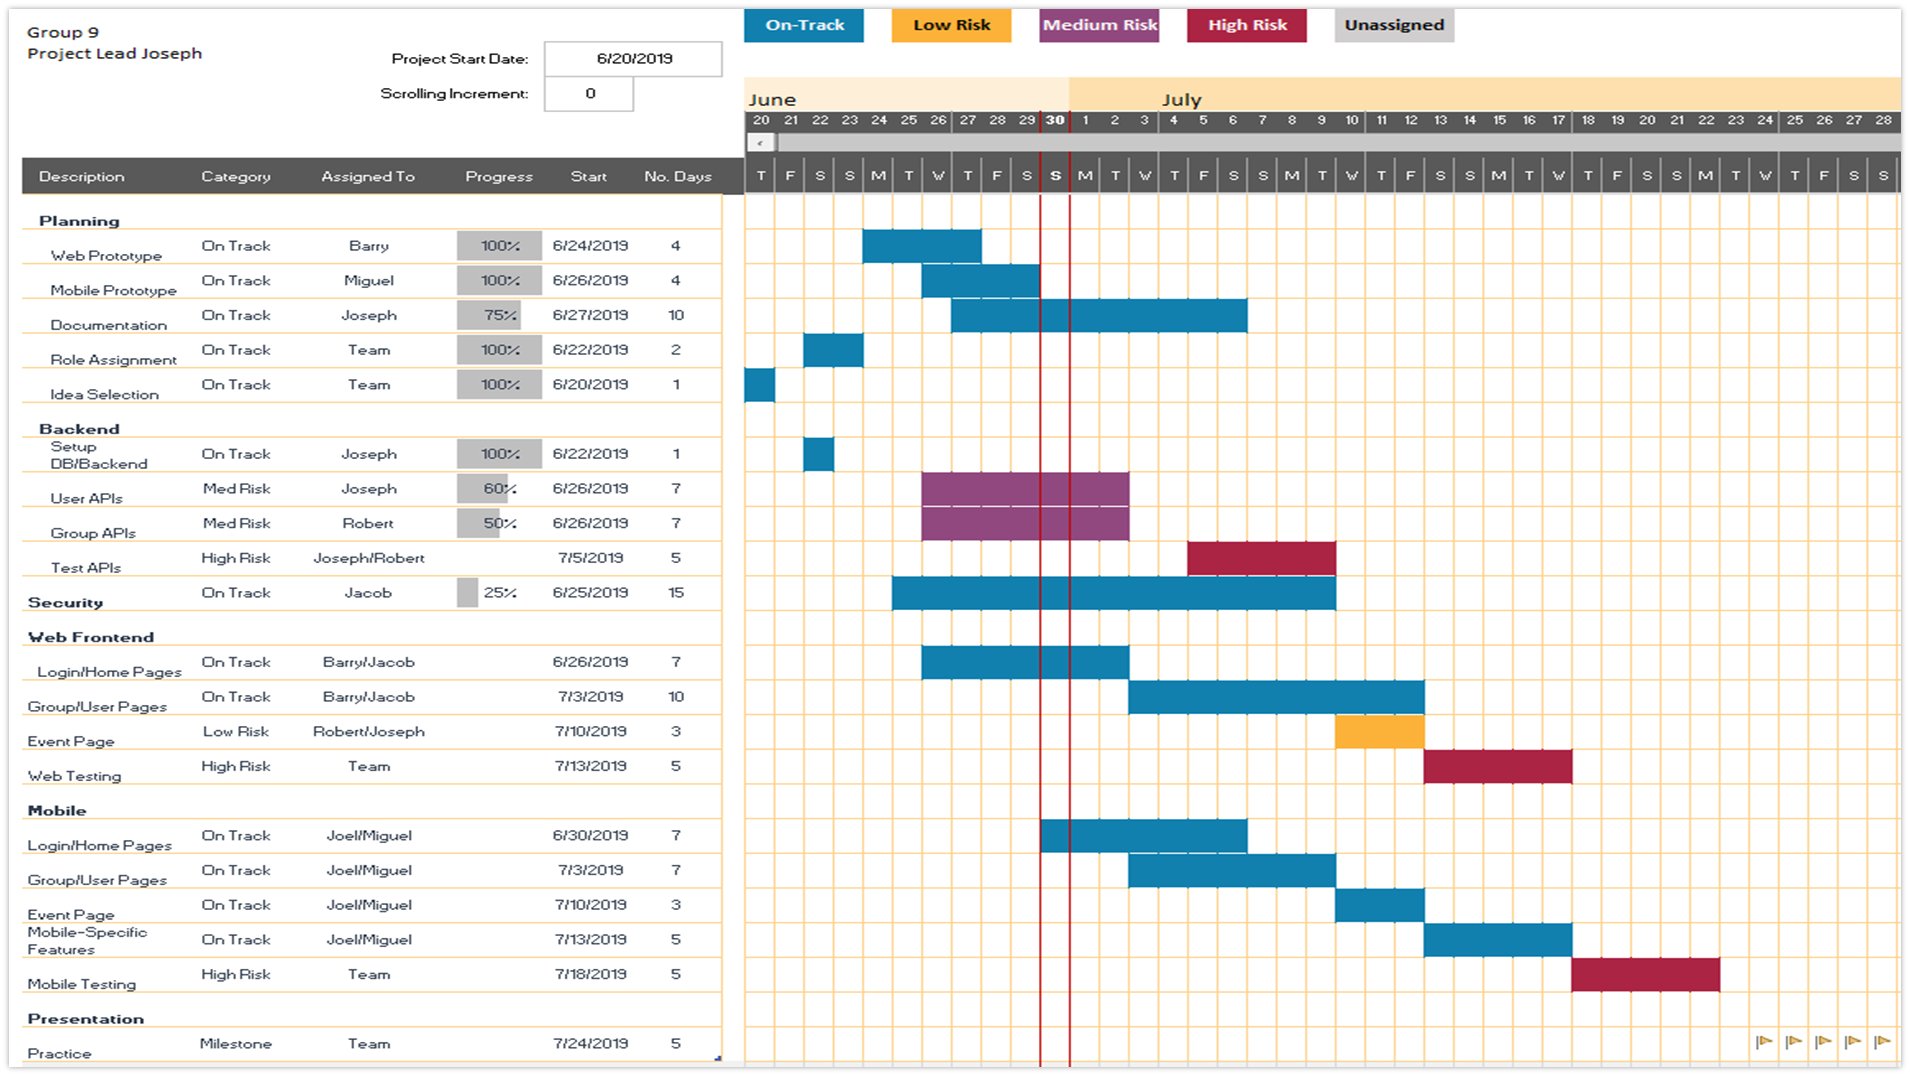 Group 9
Project Lead Joseph
Project Start Date: 6/20/2019
Scrolling Increment: 0
On-Track Low Risk Medium Risk High Risk Unassigned
June July
20 21 22 23 24 25 26 27 28 29 30 1 2 3 4 5 6 7 8 9 10 11 12 13 14 15 16 17 18 19 20 21 22 23 24 25 26 27 28
Description Category Assigned To Progress Start No. Days T F S S M T W T F S S M T W T F S S M T W T F S S M T W T F S S M T W T F S S
Planning
Web Prototype On Track Barry 100% 6/24/2019 4
Mobile Prototype On Track Miguel 100% 6/26/2019 4
Documentation On Track Joseph 75% 6/27/2019 10
Role Assignment On Track Team 100% 6/22/2019 2
Idea Selection On Track Team 100% 6/20/2019 1
Backend
Setup
DB/Backend On Track Joseph 100% 6/22/2019 1
User APIs Med Risk Joseph 60% 6/26/2019 7
Group APIs Med Risk Robert 50% 6/26/2019 7
Test APIs High Risk Joseph/Robert 7/5/2019 5
Security On Track Jacob 25% 6/25/2019 15
Web Frontend
Login/Home Pages On Track Barry/Jacob 6/26/2019 7
Group/User Pages On Track Barry/Jacob 7/3/2019 10
Event Page Low Risk Robert/Joseph 7/10/2019 3
Web Testing High Risk Team 7/13/2019 5
Mobile
Login/Home Pages On Track Joel/Miguel 6/30/2019 7
Group/User Pages On Track Joel/Miguel 7/3/2019 7
Event Page On Track Joel/Miguel 7/10/2019 3
Mobile-Specific
Features On Track Joel/Miguel 7/13/2019 5
Mobile Testing High Risk Team 7/18/2019 5
Presentation
Practice Milestone Team 7/24/2019 5